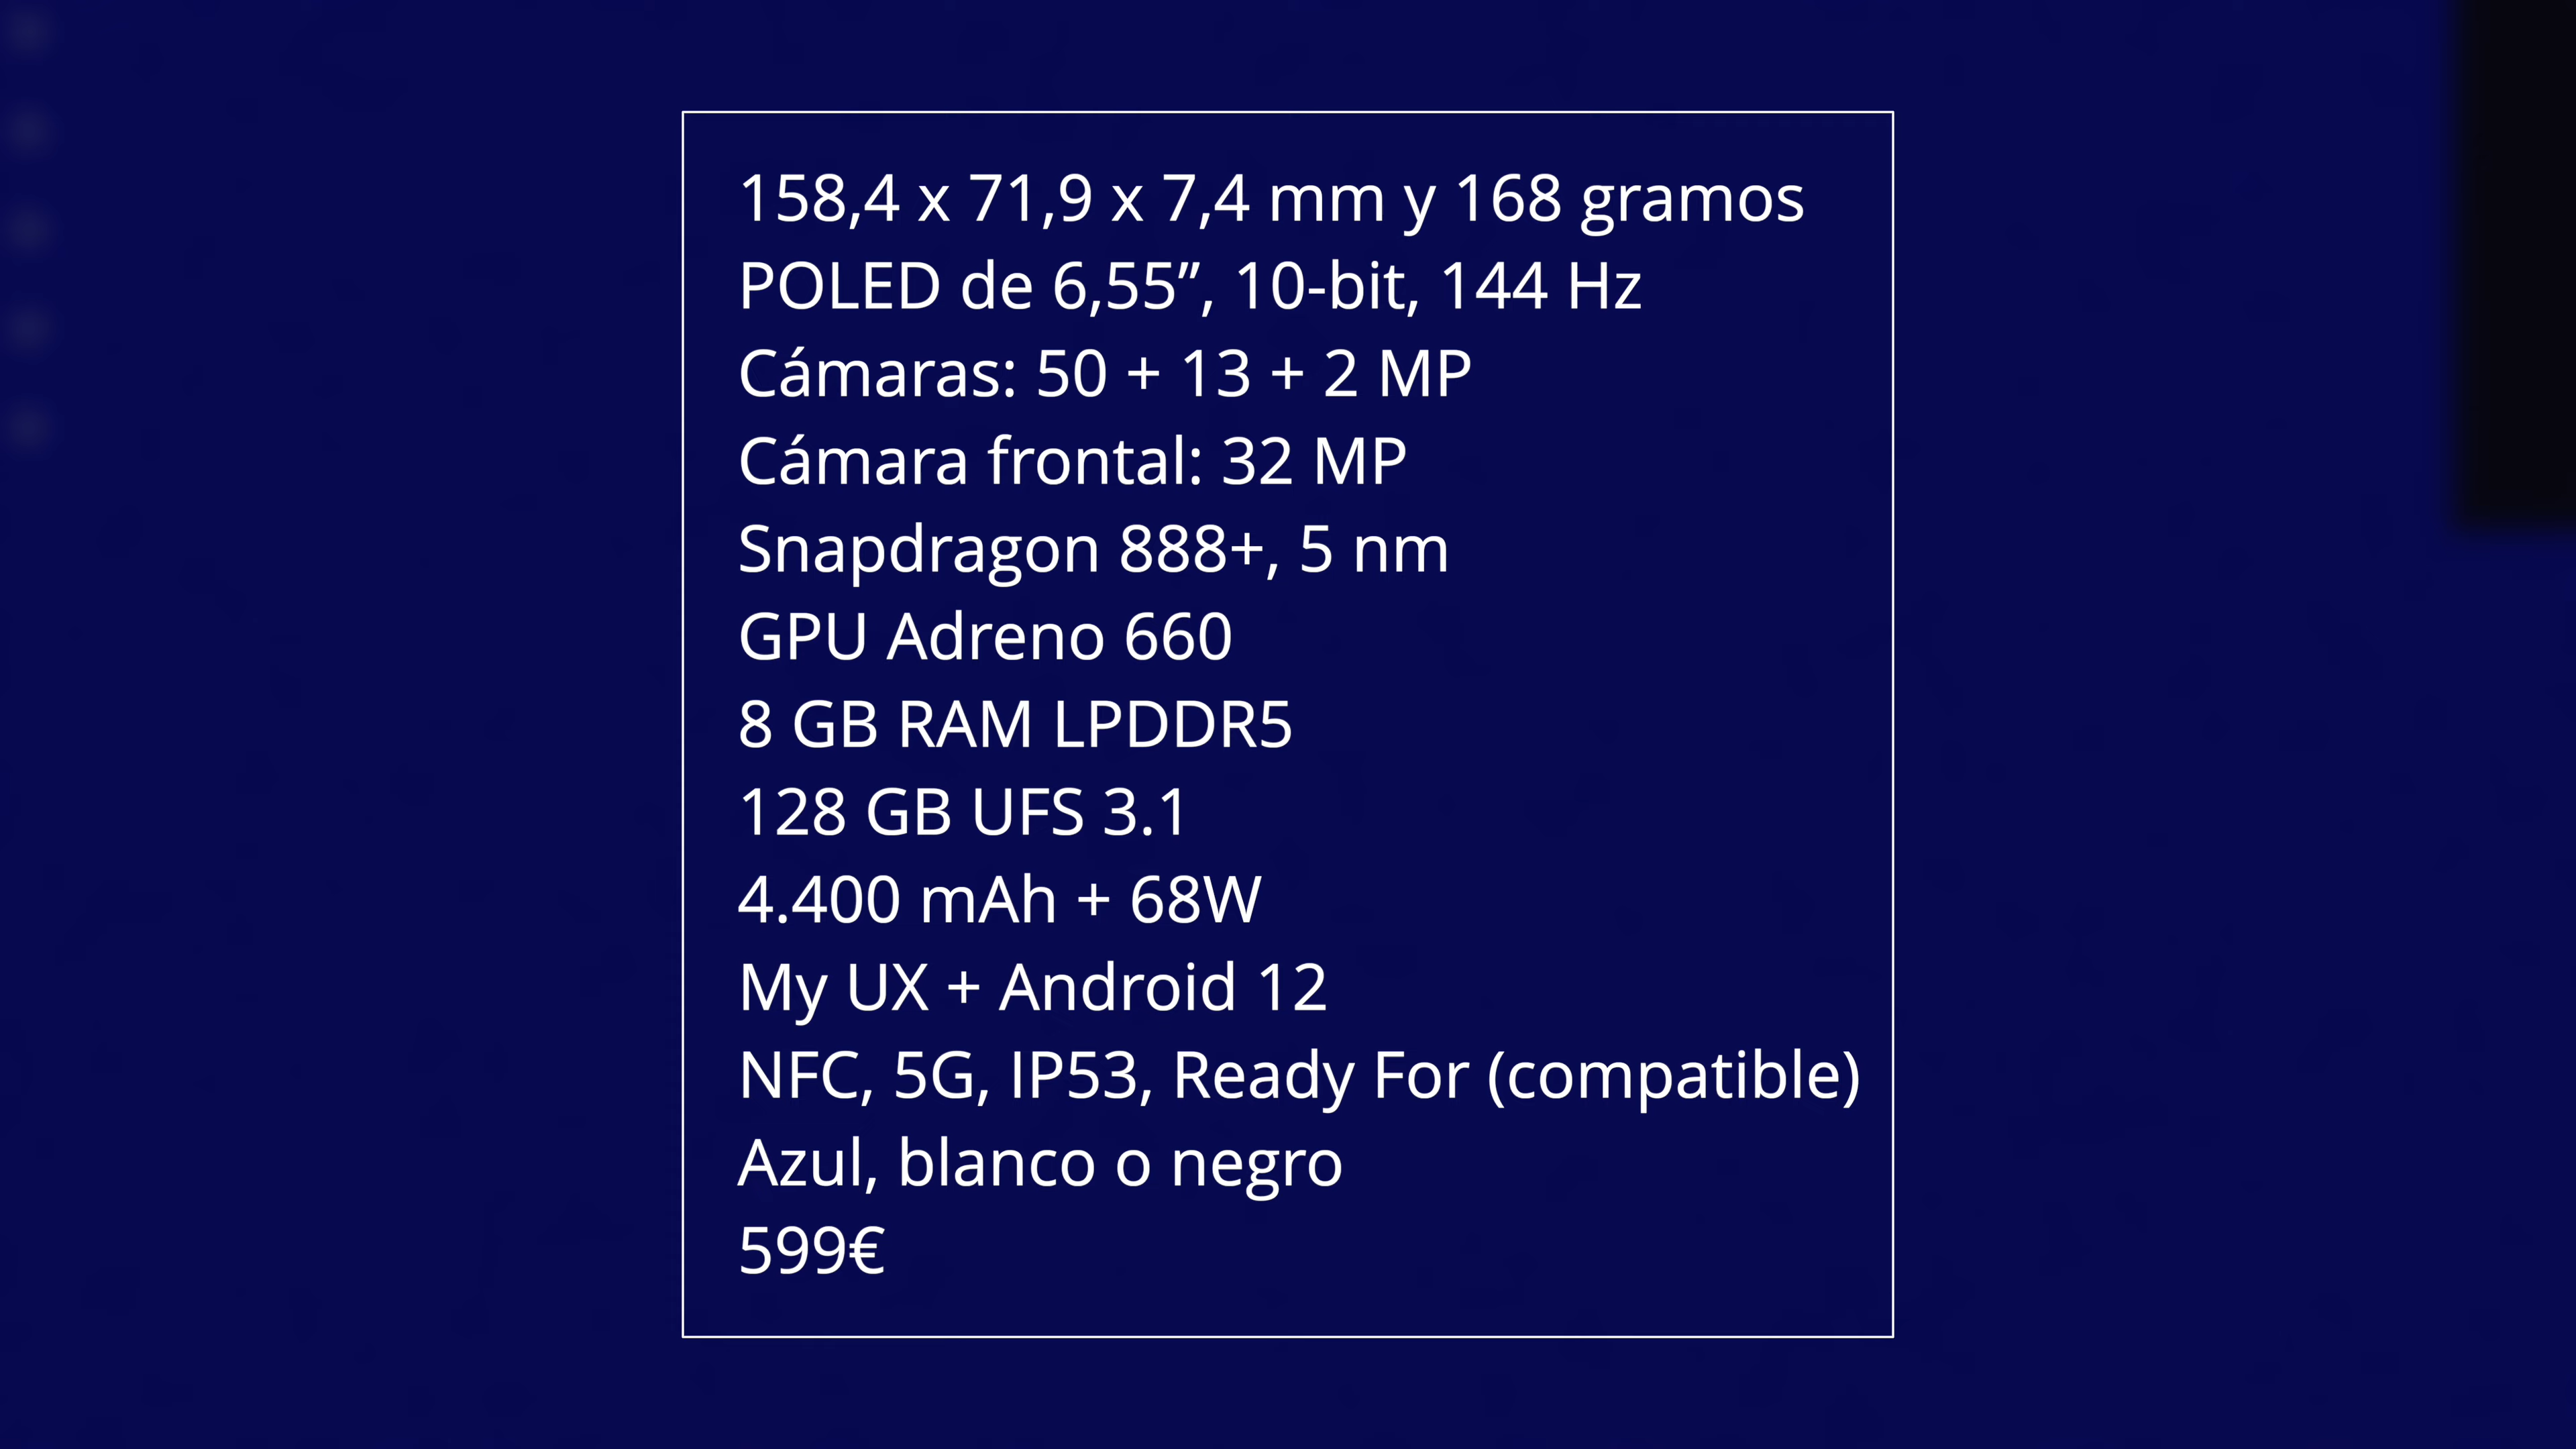 158,4 x 71,9 x 7,4 mm y 168 gramos
POLED de 6,55”, 10-bit, 144 Hz
Cámaras: 50 + 13 + 2 MP
Cámara frontal: 32 MP
Snapdragon 888+, 5 nm
GPU Adreno 660
8 GB RAM LPDDR5
128 GB UFS 3.1
4.400 mAh + 68W
My UX + Android 12
NFC, 5G, IP53, Ready For (compatible)
Azul, blanco o negro
599€